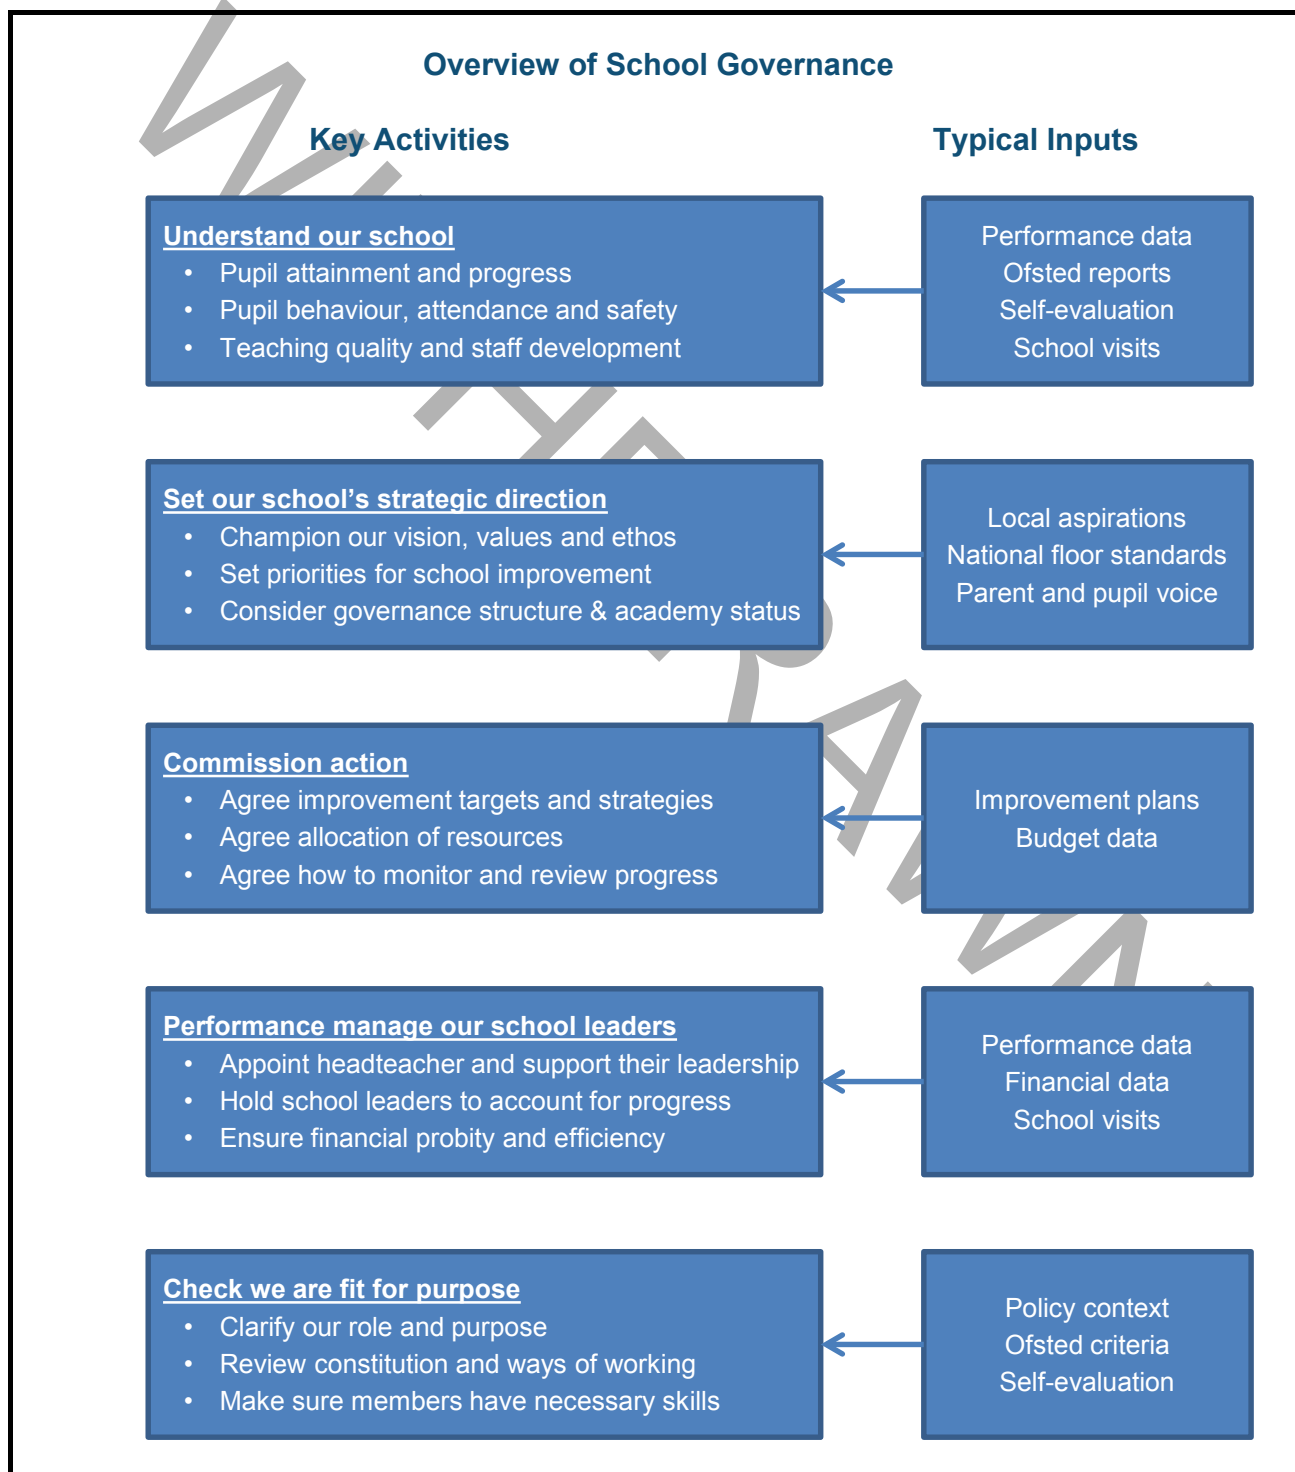 Overview of School Governance
Key Activities
Typical Inputs
Understand our school
• Pupil attainment and progress
• Pupil behaviour, attendance and safety
• Teaching quality and staff development
Performance data
Ofsted reports
Self-evaluation
School visits
Set our school’s strategic direction
• Champion our vision, values and ethos
• Set priorities for school improvement
• Consider governance structure & academy status
Local aspirations
National floor standards
Parent and pupil voice
Commission action
• Agree improvement targets and strategies
• Agree allocation of resources
• Agree how to monitor and review progress
Improvement plans
Budget data
Performance manage our school leaders
• Appoint headteacher and support their leadership
• Hold school leaders to account for progress
• Ensure financial probity and efficiency
Performance data
Financial data
School visits
Check we are fit for purpose
• Clarify our role and purpose
• Review constitution and ways of working
• Make sure members have necessary skills
Policy context
Ofsted criteria
Self-evaluation